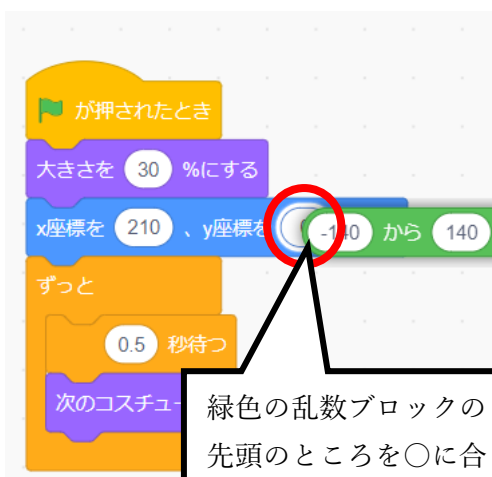 が押されたとき
大きさを 30 %にする
x座標を 210 、y座標を -140 から 140
ずっと
0.5 秒待つ
次のコスチュー
緑色の乱数ブロックの
先頭のところを○に合